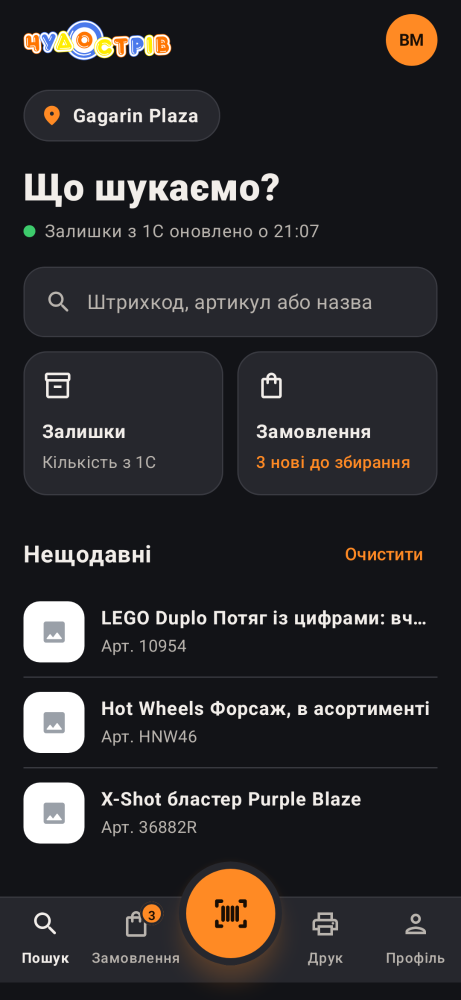 ЧУДОСТРІВ
ВМ
Gagarin Plaza
Що шукаємо?
Залишки з 1С оновлено о 21:07
Штрихкод, артикул або назва
Залишки
Кількість з 1С
Замовлення
3 нові до збирання
Нещодавні
Очистити
LEGO Duplo Потяг із цифрами: вч…
Арт. 10954
Hot Wheels Форсаж, в асортименті
Арт. HNW46
X-Shot бластер Purple Blaze
Арт. 36882R
3
Пошук
Замовлення
Друк
Профіль